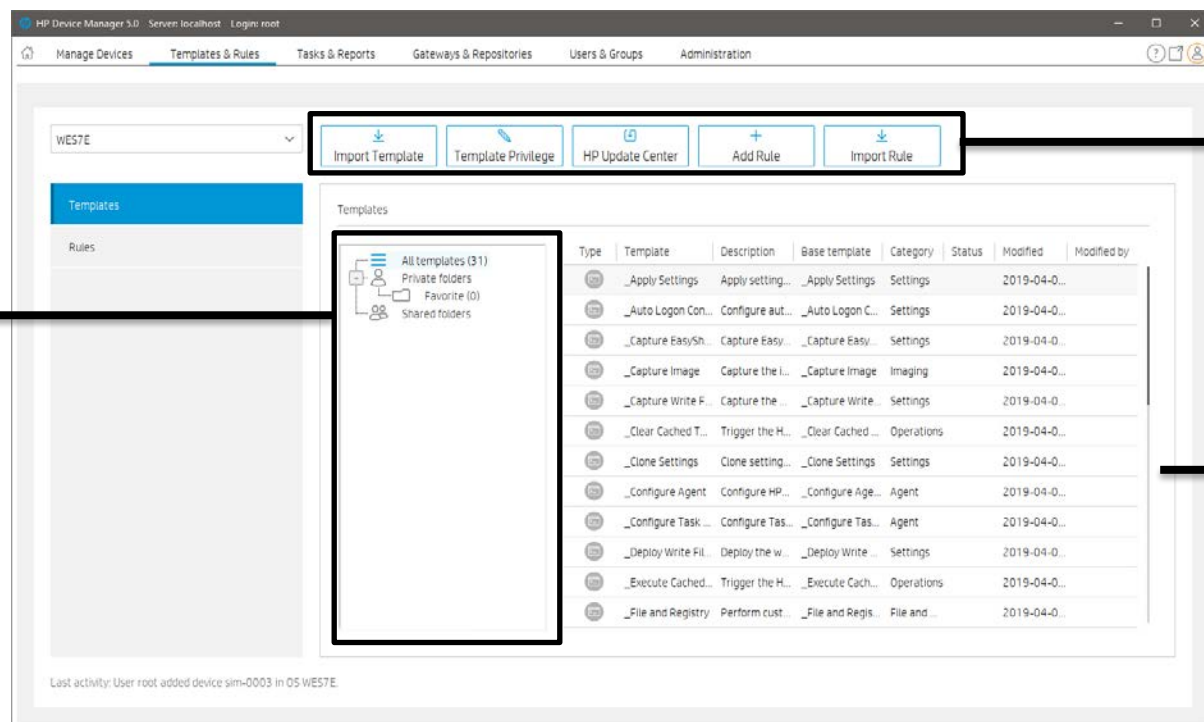 HP Device Manager 5.0 Server: localhost Login: root
Manage Devices Templates & Rules Tasks & Reports Gateways & Repositories Users & Groups Administration
WES7E
Import Template Template Privilege HP Update Center Add Rule Import Rule
Templates
Rules
Templates
All templates (31)
Private folders
Favorite (0)
Shared folders
Type Template Description Base template Category Status Modified Modified by
_Apply Settings Apply setting... _Apply Settings Settings 2019-04-0...
_Auto Logon Con... Configure aut... _Auto Logon C... Settings 2019-04-0...
_Capture EasySh... Capture Easy... _Capture Easy... Settings 2019-04-0...
_Capture Image Capture the i... _Capture Image Imaging 2019-04-0...
_Capture Write F... Capture the ... _Capture Write... Settings 2019-04-0...
_Clear Cached T... Trigger the H... _Clear Cached ... Operations 2019-04-0...
_Clone Settings Clone setting... _Clone Settings Settings 2019-04-0...
_Configure Agent Configure HP... _Configure Age... Agent 2019-04-0...
_Configure Task ... Configure Tas... _Configure Tas... Agent 2019-04-0...
_Deploy Write Fil... Deploy the w... _Deploy Write ... Settings 2019-04-0...
_Execute Cached... Trigger the H... _Execute Cach... Operations 2019-04-0...
_File and Registry Perform cust... _File and Regis... File and ... 2019-04-0...
Last activity: User root added device sim-0003 in OS WES7E.